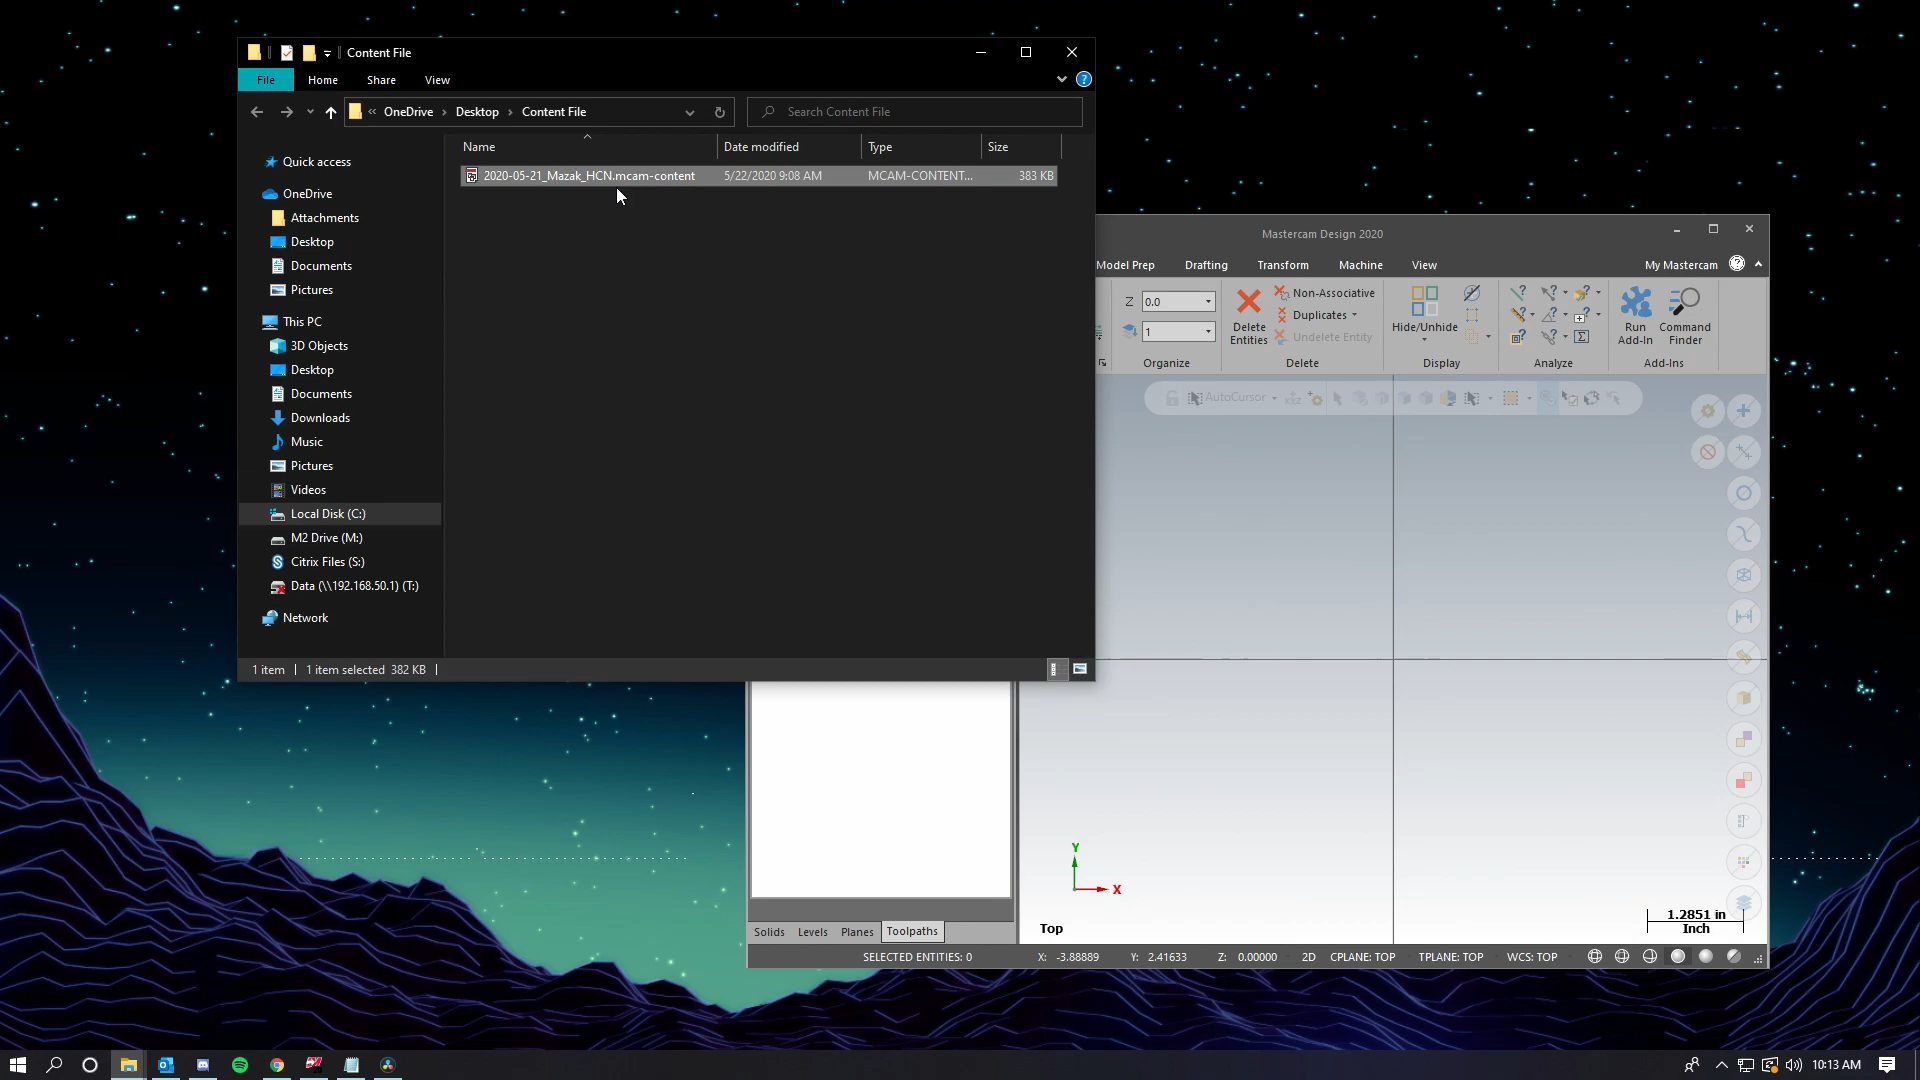 Content File
File
Home
Share
View
« OneDrive › Desktop › Content File
Search Content File
Name
Date modified
Type
Size
2020-05-21_Mazak_HCN.mcam-content
5/22/2020 9:08 AM
MCAM-CONTENT...
383 KB
Quick access
OneDrive
Attachments
Desktop
Documents
Pictures
This PC
3D Objects
Desktop
Documents
Downloads
Music
Pictures
Videos
Local Disk (C:)
M2 Drive (M:)
Citrix Files (S:)
Data (\\192.168.50.1) (T:)
Network
1 item
1 item selected 382 KB
Mastercam Design 2020
Model Prep
Drafting
Transform
Machine
View
My Mastercam
Z 0.0
1
Organize
Delete
Entities
Non-Associative
Duplicates
Undelete Entity
Delete
Hide/Unhide
Display
Analyze
Run
Add-In
Command
Finder
Add-Ins
AutoCursor
Y
X
Top
1.2851 in
Inch
Solids
Levels
Planes
Toolpaths
SELECTED ENTITIES: 0
X: -3.88889
Y: 2.41633
Z: 0.00000
2D
CPLANE: TOP
TPLANE: TOP
WCS: TOP
10:13 AM